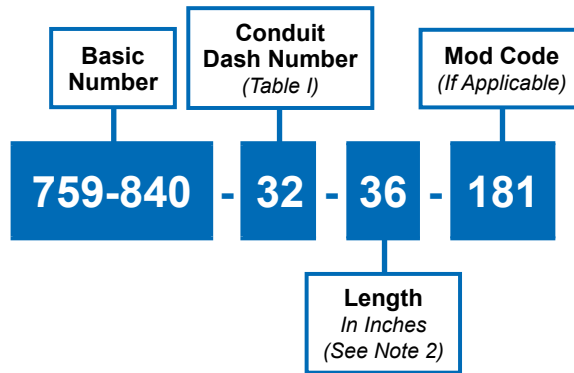 Basic
Number
Conduit
Dash Number
(Table I)
Mod Code
(If Applicable)
759-840 - 32 - 36 - 181
Length
In Inches
(See Note 2)